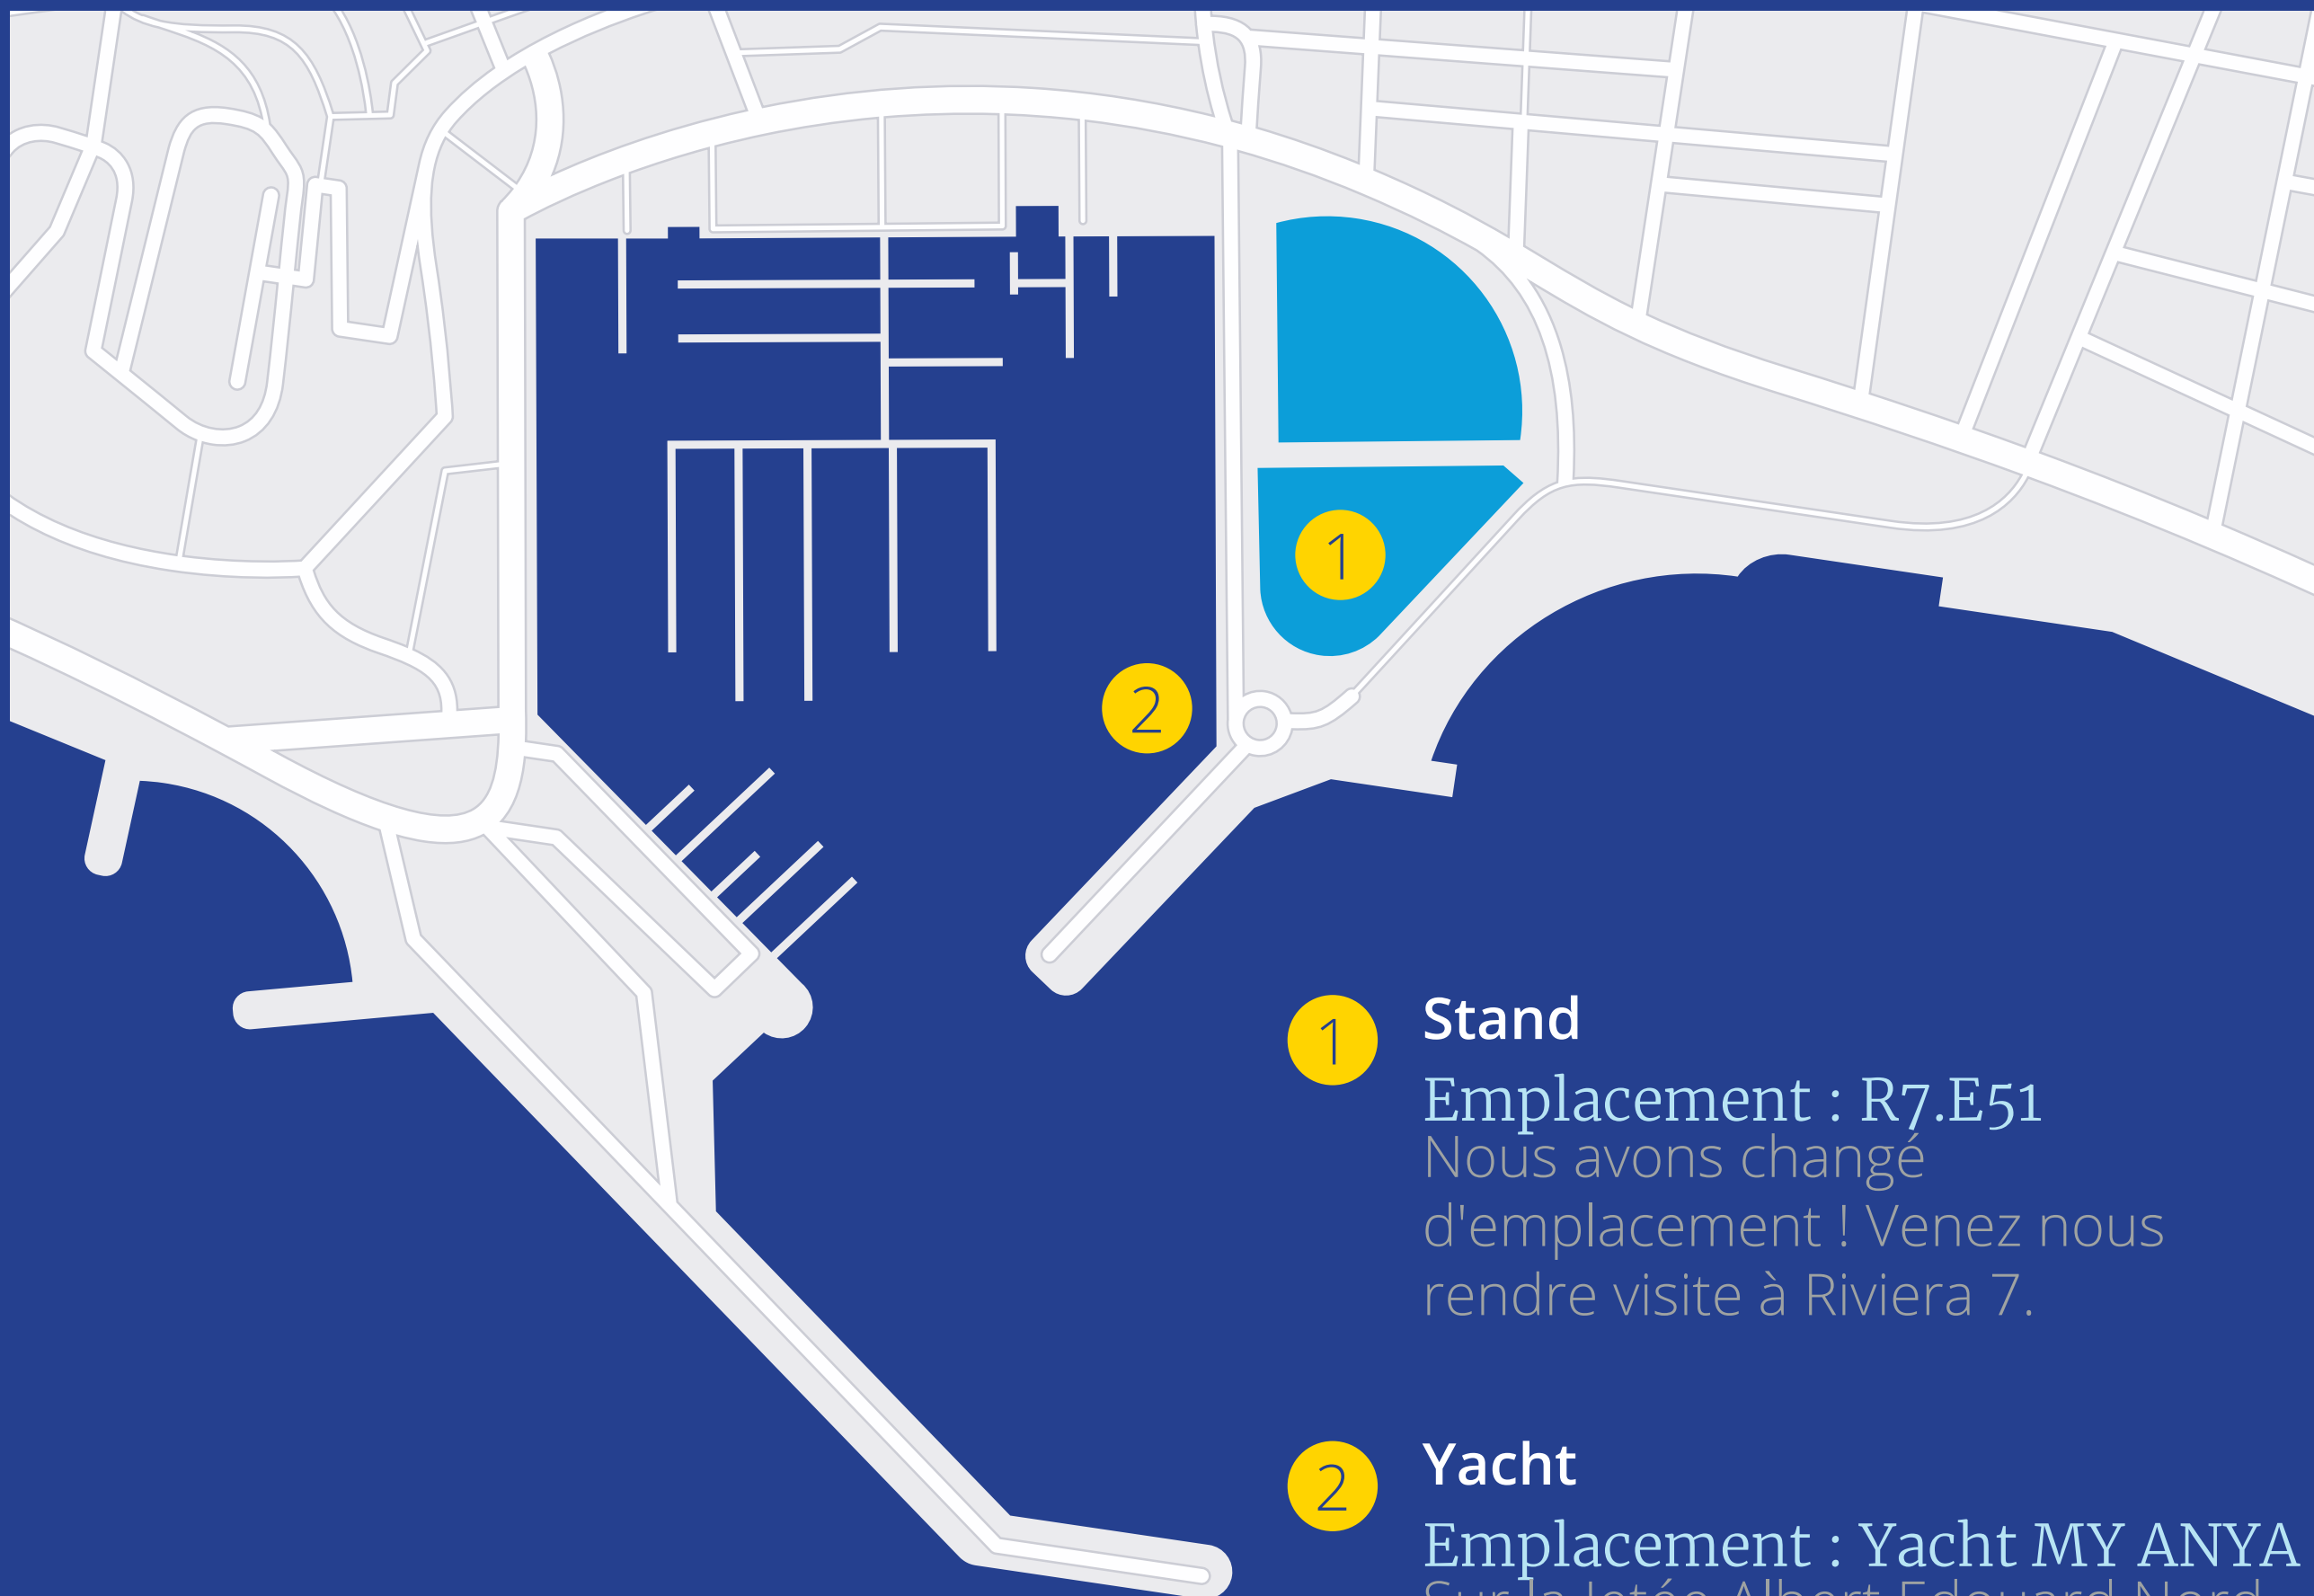 1
2
1
Stand
Emplacement : R7.E51
Nous avons changé
d'emplacement ! Venez nous
rendre visite à Riviera 7.
2
Yacht
Emplacement : Yacht MY ANYA